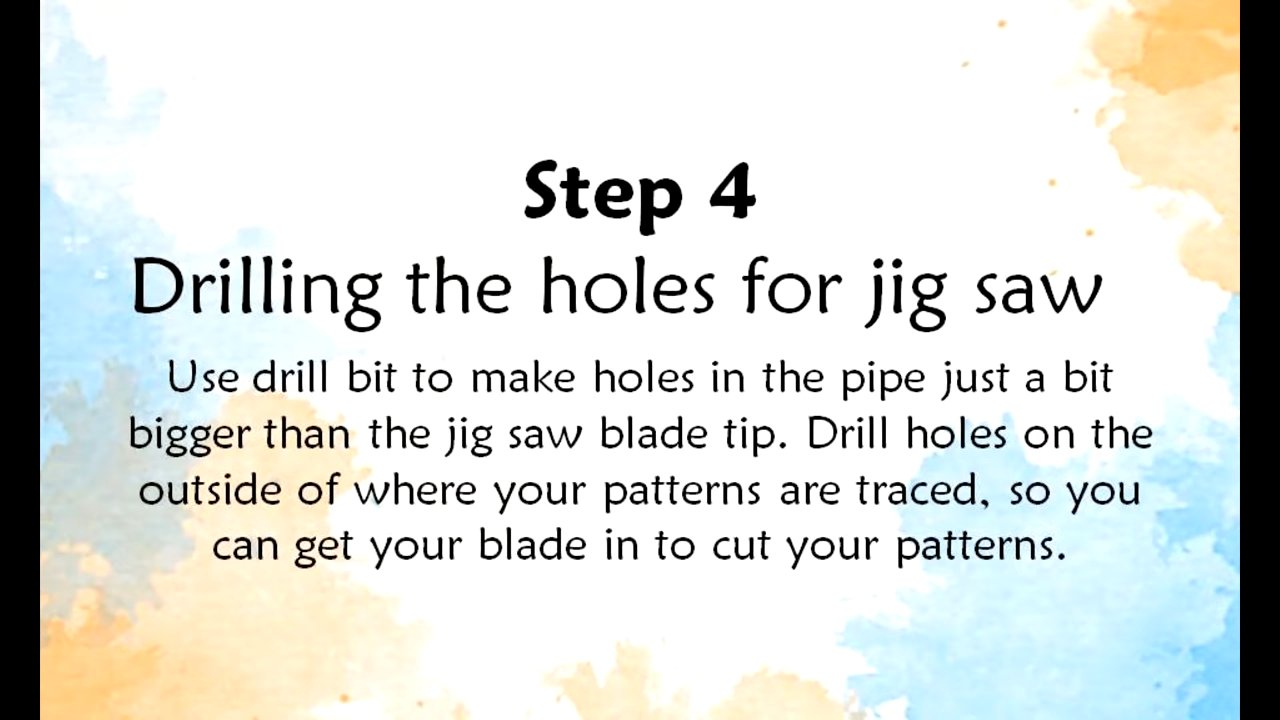 Step 4
Drilling the holes for jig saw
Use drill bit to make holes in the pipe just a bit
bigger than the jig saw blade tip. Drill holes on the
outside of where your patterns are traced, so you
can get your blade in to cut your patterns.